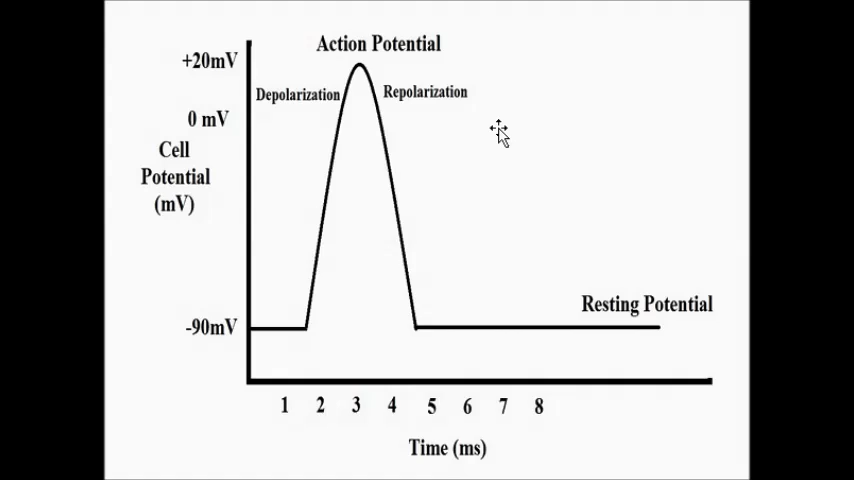 Action Potential
+20mV
Depolarization
Repolarization
0 mV
Cell
Potential
(mV)
Resting Potential
-90mV
1 2 3 4 5 6 7 8
Time (ms)